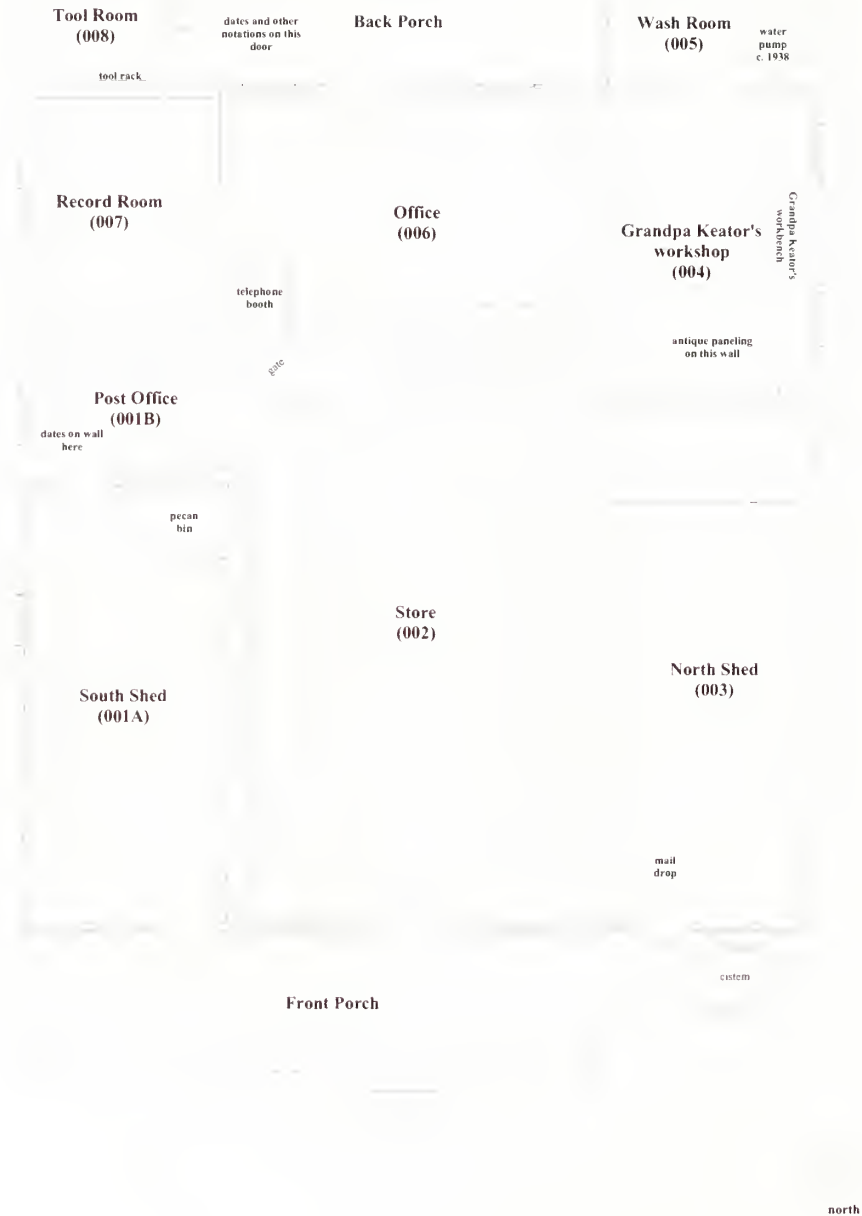 Tool Room
(008)
dates and other
notations on this
door
Back Porch
Wash Room
(005)
water
pump
c. 1938
tool rack
Record Room
(007)
Office
(006)
Grandpa Keator's
workshop
(004)
Grandpa Keator's
workbench
telephone
booth
antique paneling
on this wall
gate
Post Office
(001B)
dates on wall
here
pecan
bin
Store
(002)
North Shed
(003)
South Shed
(001A)
mail
drop
cistern
Front Porch
north